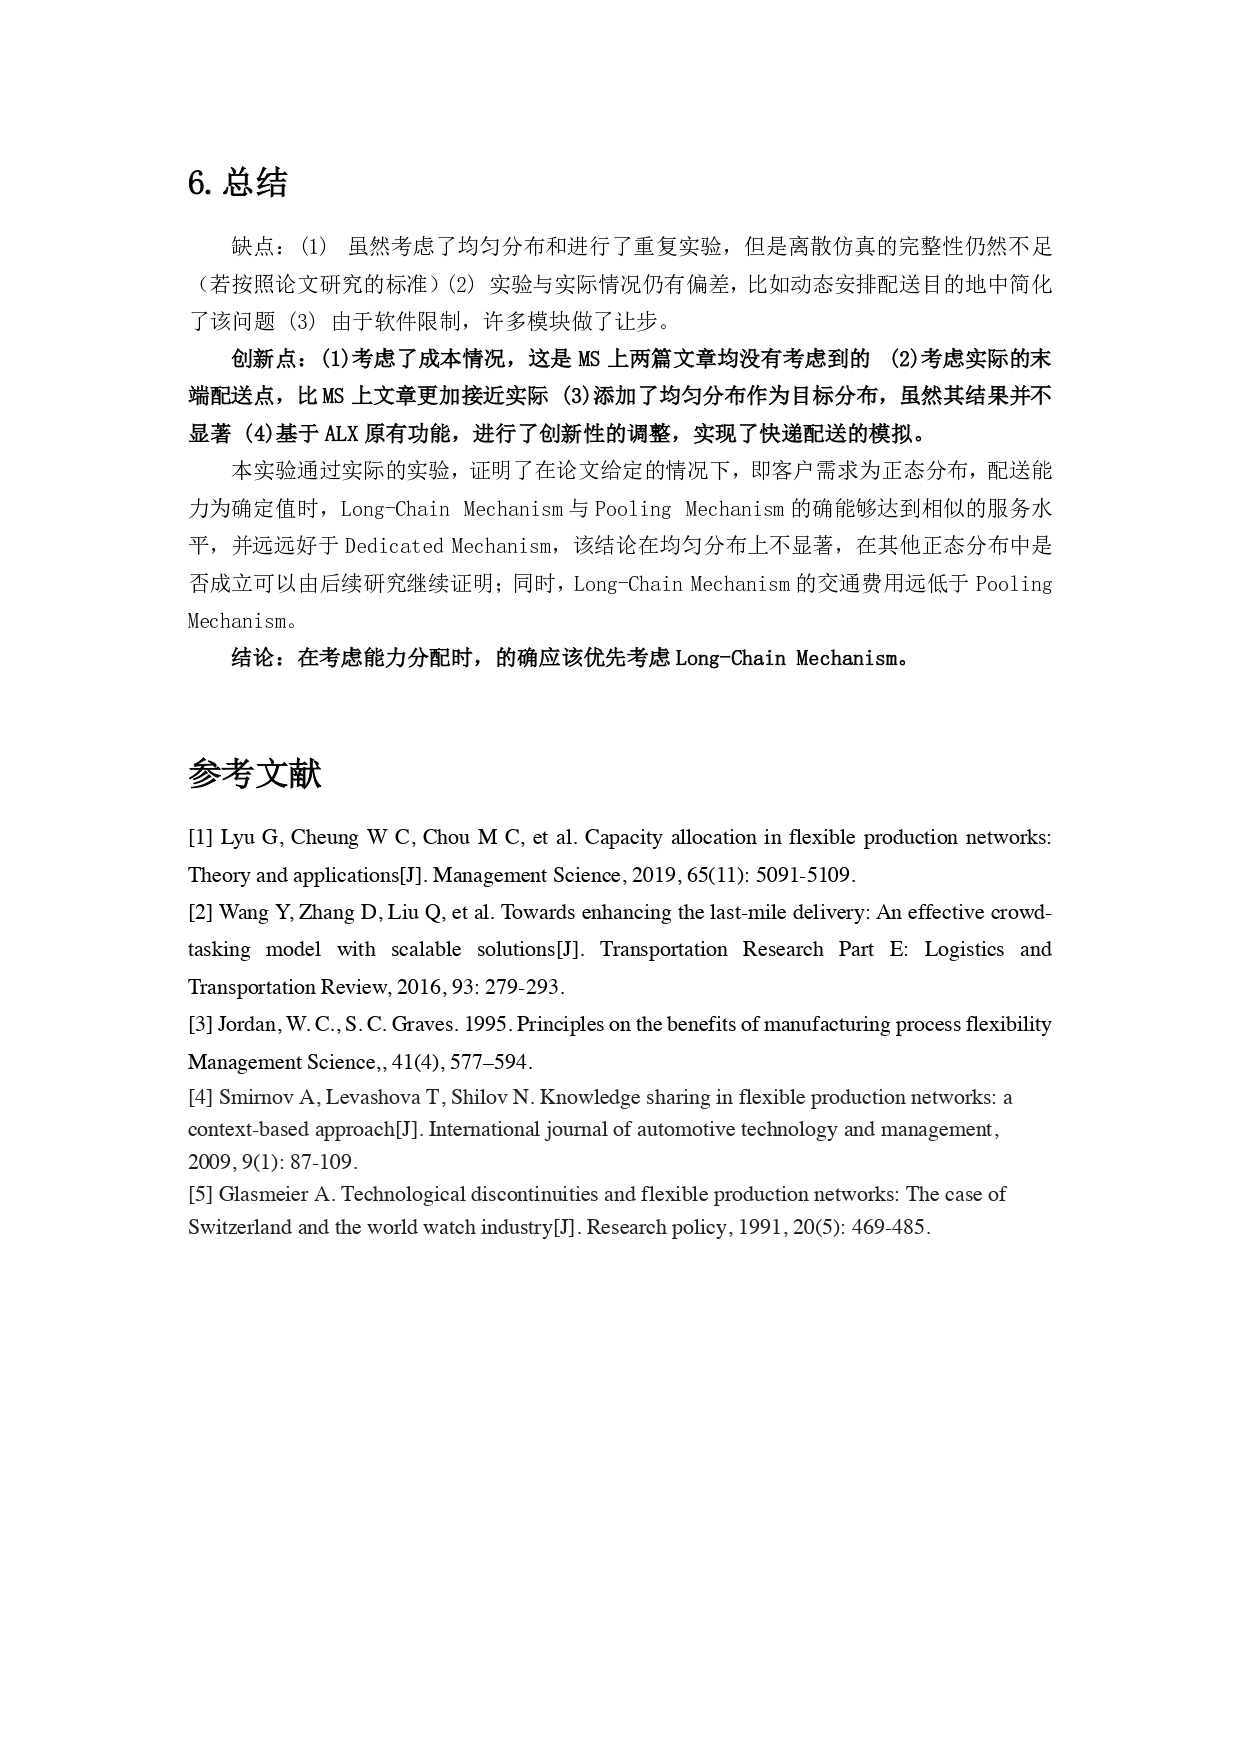 6. 总结
缺点：(1) 虽然考虑了均匀分布和进行了重复实验，但是离散仿真的完整性仍然不足
（若按照论文研究的标准）(2) 实验与实际情况仍有偏差，比如动态安排配送目的地中简化
了该问题 (3) 由于软件限制，许多模块做了让步。
创新点：(1)考虑了成本情况，这是 MS 上两篇文章均没有考虑到的 (2)考虑实际的末
端配送点，比 MS 上文章更加接近实际 (3)添加了均匀分布作为目标分布，虽然其结果并不
显著 (4)基于 ALX 原有功能，进行了创新性的调整，实现了快递配送的模拟。
本实验通过实际的实验，证明了在论文给定的情况下，即客户需求为正态分布，配送能
力为确定值时，Long-Chain Mechanism 与 Pooling Mechanism 的确能够达到相似的服务水
平，并远远好于 Dedicated Mechanism，该结论在均匀分布上不显著，在其他正态分布中是
否成立可以由后续研究继续证明；同时，Long-Chain Mechanism 的交通费用远低于 Pooling
Mechanism。
结论：在考虑能力分配时，的确应该优先考虑 Long-Chain Mechanism。
参考文献
[1] Lyu G, Cheung W C, Chou M C, et al. Capacity allocation in flexible production networks:
Theory and applications[J]. Management Science, 2019, 65(11): 5091-5109.
[2] Wang Y, Zhang D, Liu Q, et al. Towards enhancing the last-mile delivery: An effective crowd-
tasking model with scalable solutions[J]. Transportation Research Part E: Logistics and
Transportation Review, 2016, 93: 279-293.
[3] Jordan, W. C., S. C. Graves. 1995. Principles on the benefits of manufacturing process flexibility
Management Science,, 41(4), 577–594.
[4] Smirnov A, Levashova T, Shilov N. Knowledge sharing in flexible production networks: a
context-based approach[J]. International journal of automotive technology and management,
2009, 9(1): 87-109.
[5] Glasmeier A. Technological discontinuities and flexible production networks: The case of
Switzerland and the world watch industry[J]. Research policy, 1991, 20(5): 469-485.